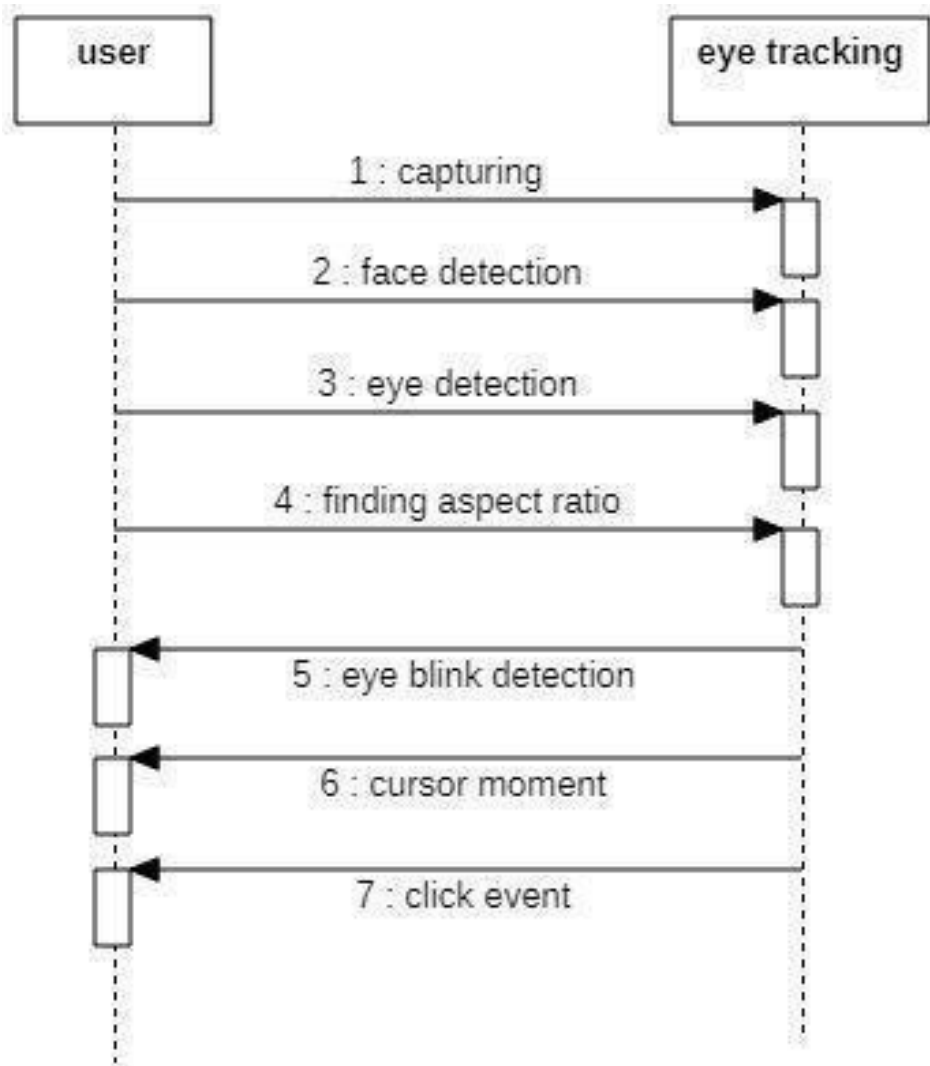 user
eye tracking
1 : capturing
2 : face detection
3 : eye detection
4 : finding aspect ratio
5 : eye blink detection
6 : cursor moment
7 : click event